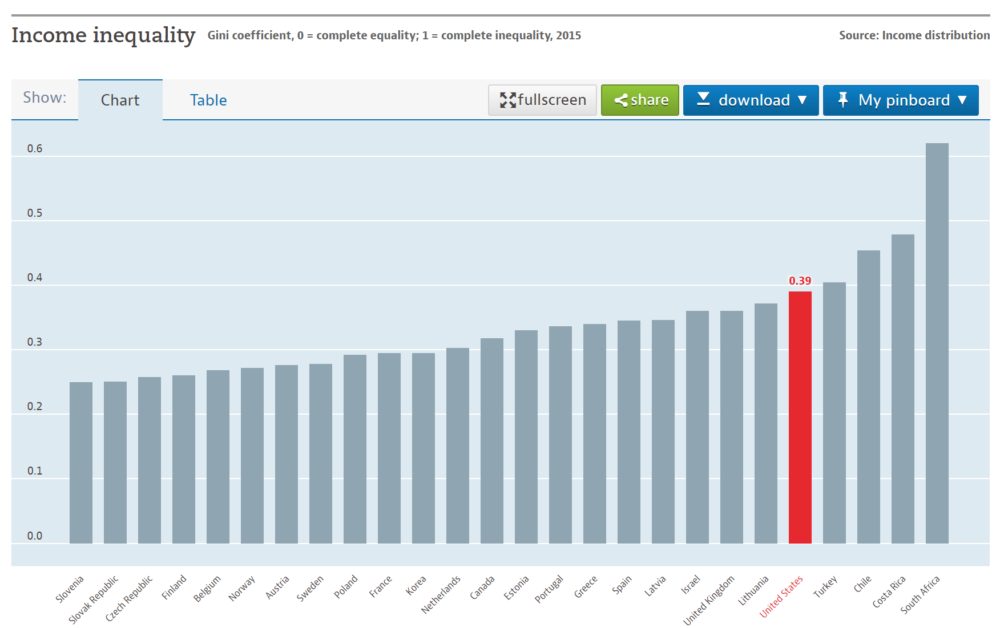 Income inequality Gini coefficient, 0 = complete equality; 1 = complete inequality, 2015 Source: Income distribution
Show: Chart Table fullscreen share download ▼ My pinboard ▼
0.6
0.5
0.4
0.39
0.3
0.2
0.1
0.0
Slovenia
Slovak Republic
Czech Republic
Finland
Belgium
Norway
Austria
Sweden
Poland
France
Korea
Netherlands
Canada
Estonia
Portugal
Greece
Spain
Latvia
Israel
United Kingdom
Lithuania
United States
Turkey
Chile
Costa Rica
South Africa